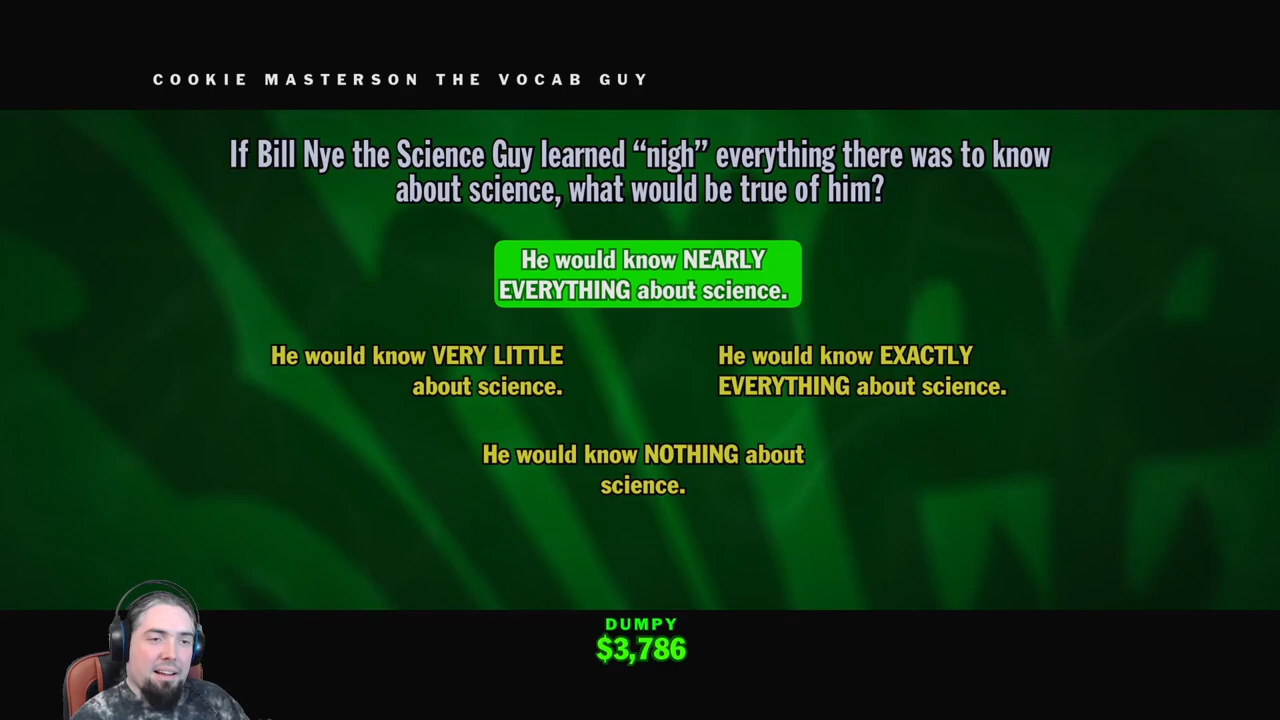 COOKIE MASTERSON THE VOCAB GUY
If Bill Nye the Science Guy learned “nigh” everything there was to know
about science, what would be true of him?
He would know NEARLY
EVERYTHING about science.
He would know VERY LITTLE
about science.
He would know EXACTLY
EVERYTHING about science.
He would know NOTHING about
science.
DUMPY
$3,786